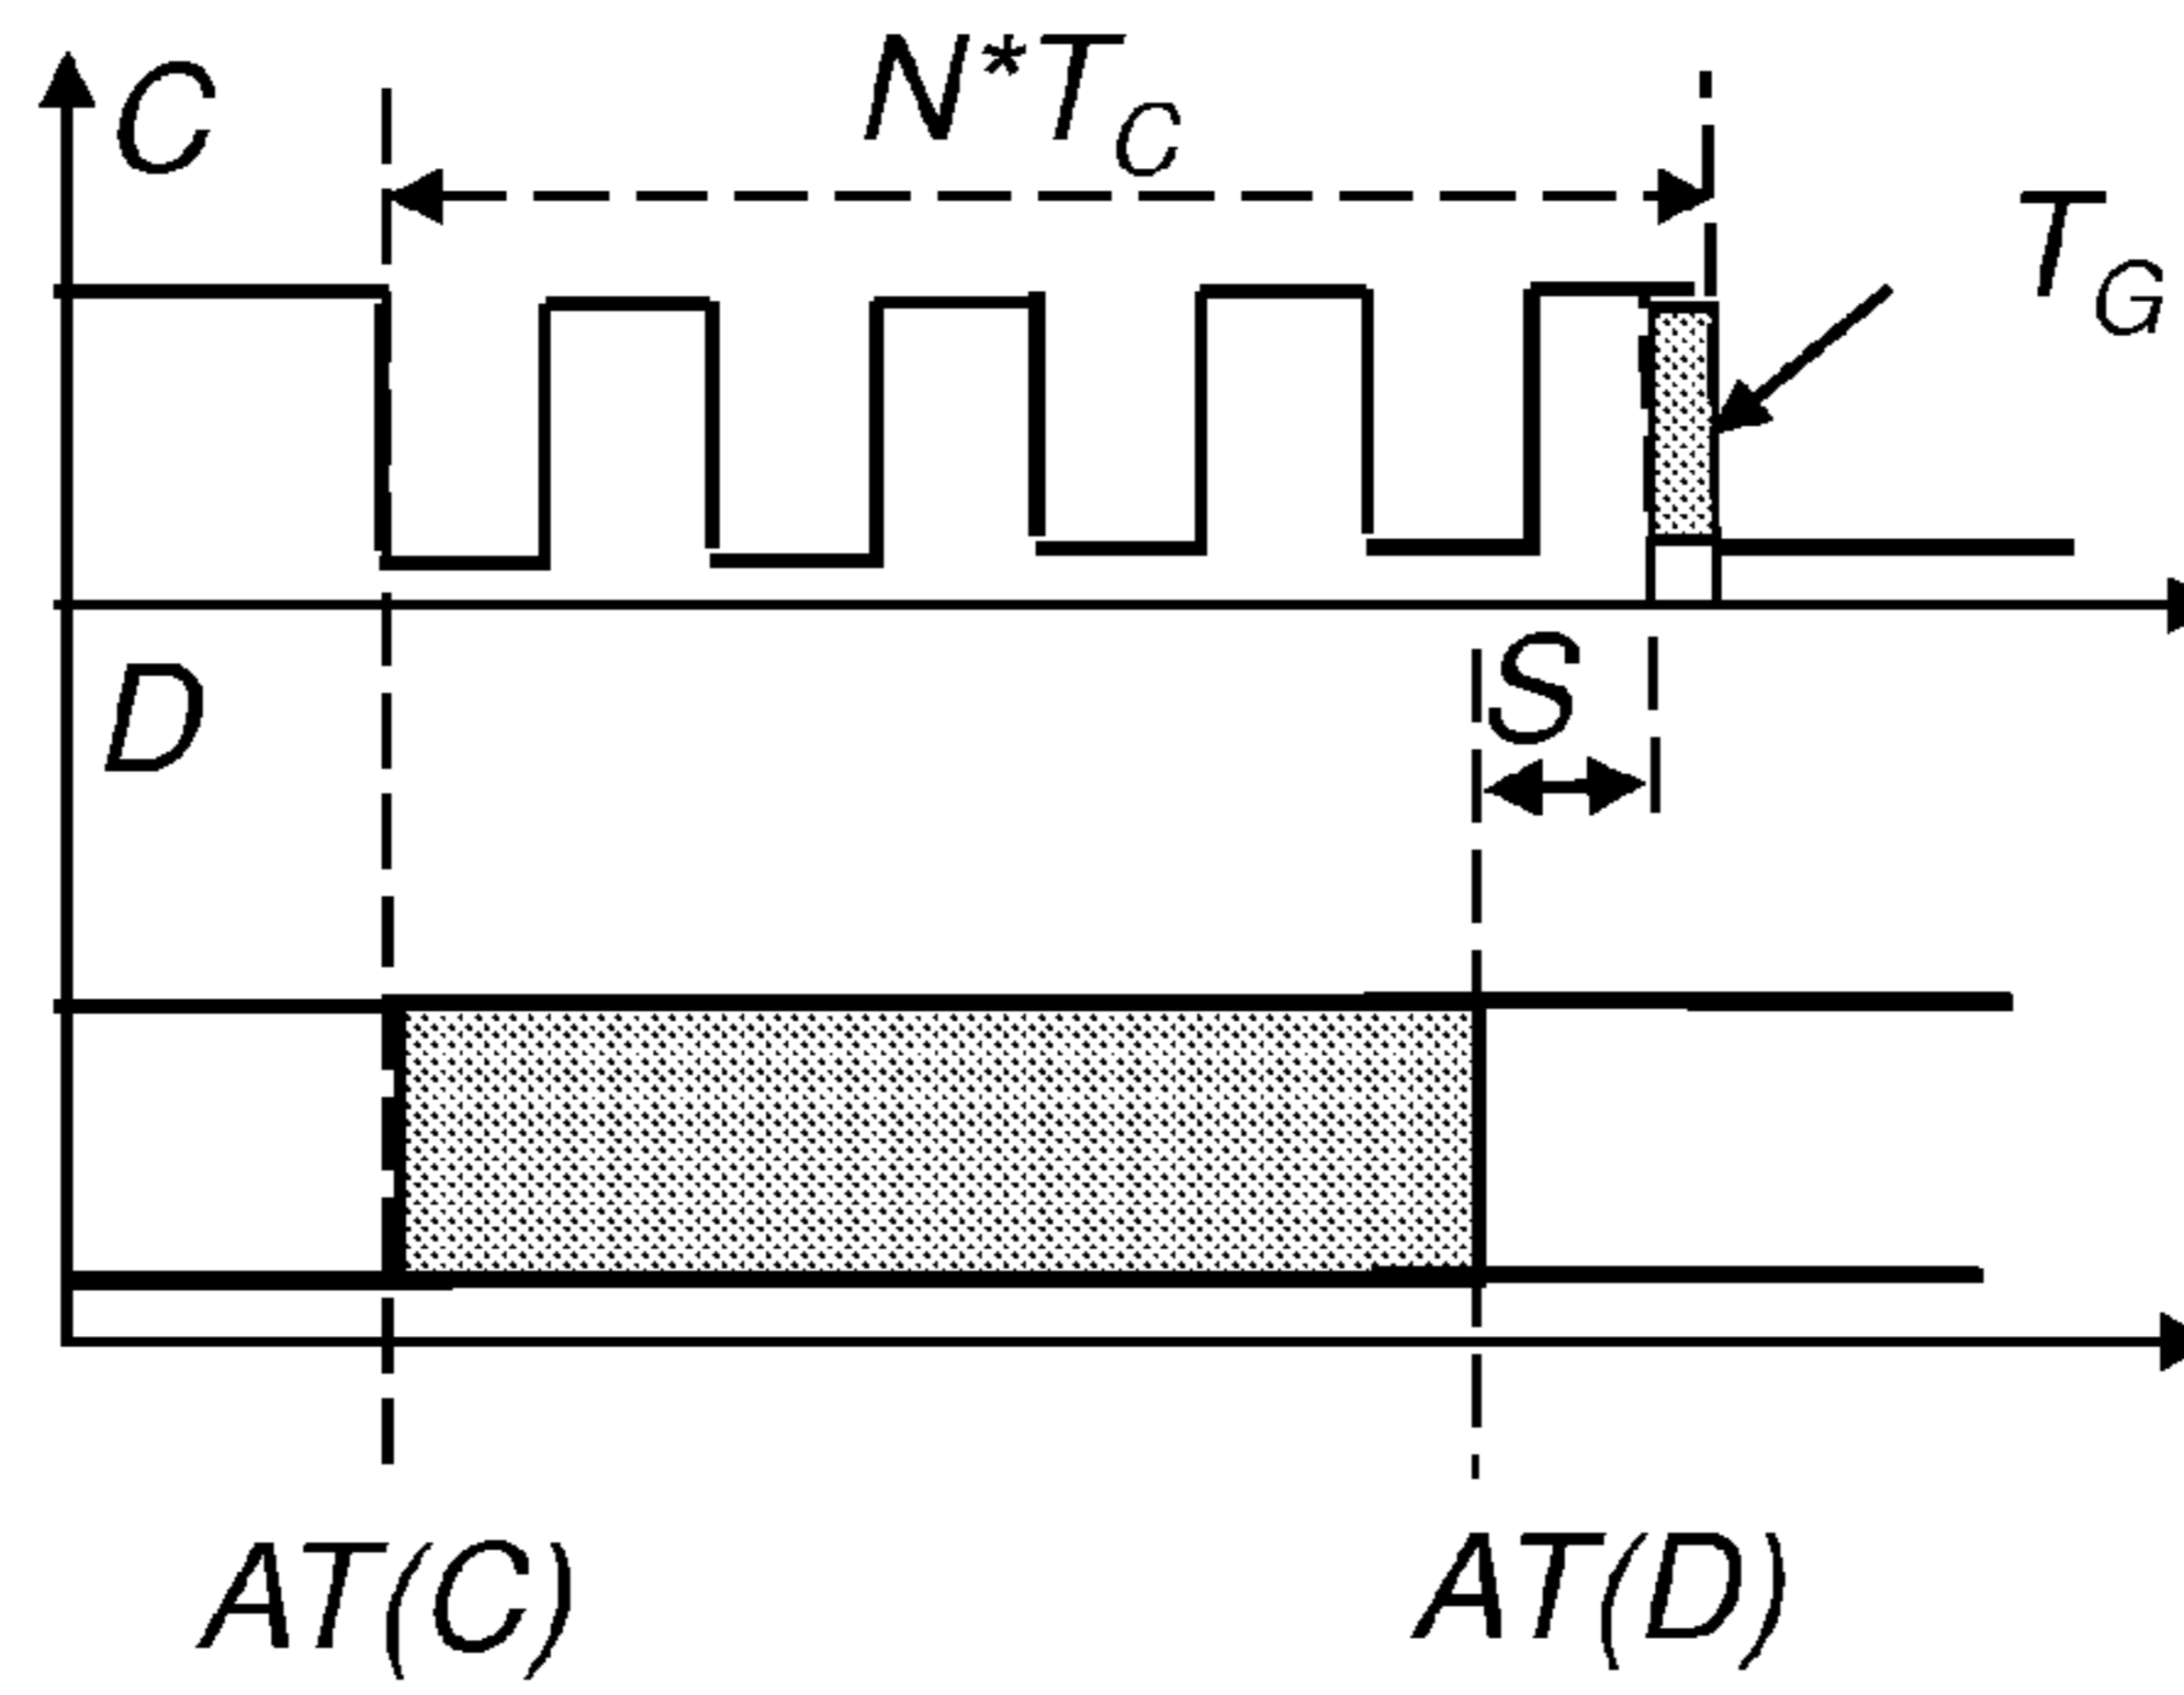 C
N*T_C
T_G
D
S
AT(C)
AT(D)